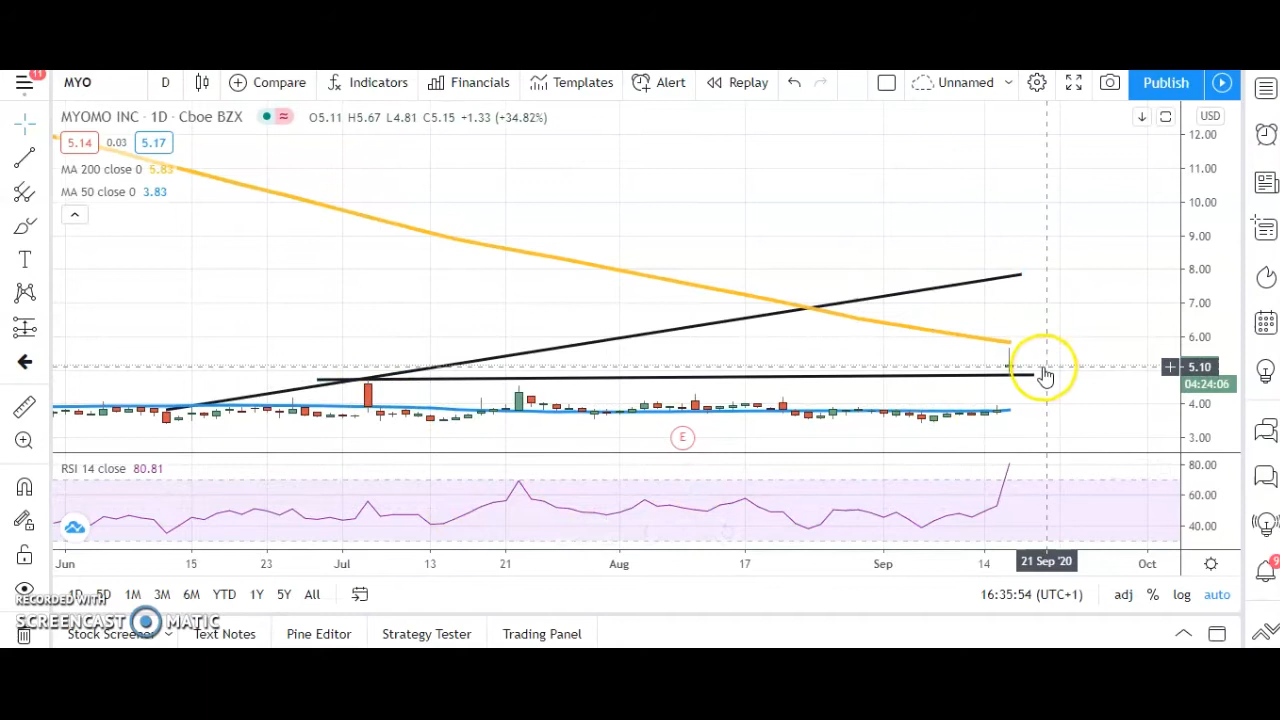 11
MYO D Compare Indicators Financials Templates Alert Replay Unnamed Publish
MYOMO INC · 1D · Cboe BZX O5.11 H5.67 L4.81 C5.15 +1.33 (+34.82%) USD
5.14 0.03 5.17
MA 200 close 0 5.83
MA 50 close 0 3.83
12.00
11.00
10.00
9.00
8.00
7.00
6.00
5.10
04:24:06
4.00
3.00
E
RSI 14 close 80.81
80.00
60.00
40.00
Jun 15 23 Jul 13 21 Aug 17 Sep 14 21 Sep '20 Oct
9
1D 5D 1M 3M 6M YTD 1Y 5Y All 16:35:54 (UTC+1) adj % log auto
RECORDED WITH
SCREENCAST MATIC
Stock Screener Text Notes Pine Editor Strategy Tester Trading Panel